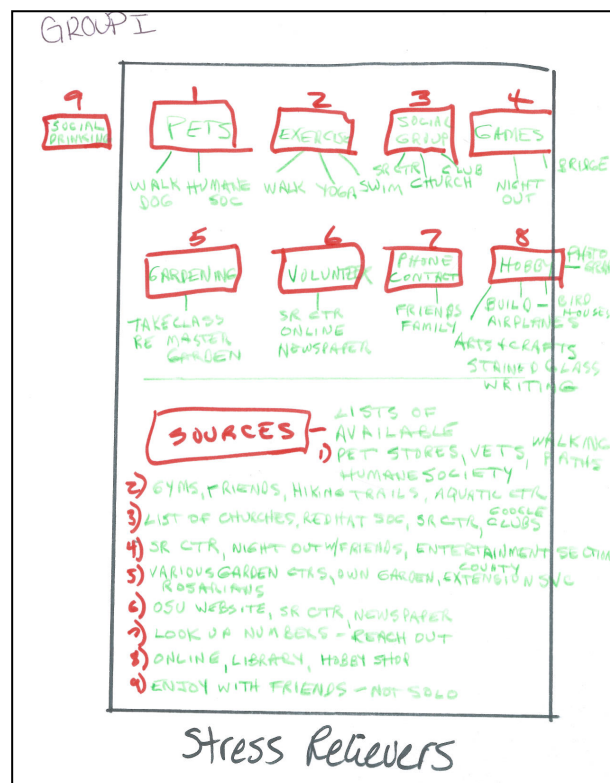 GROUP I
9 1 2 3 4
SOCIAL DRINKING
PETS EXERCISE SOCIAL GROUP GAMES
WALK DOG
HUMANE SOC
WALK YOGA SWIM
SR CTR CHURCH CLUB
NIGHT OUT
BRIDGE
5 6 7 8
GARDENING VOLUNTEER PHONE CONTACT HOBBY
PHOTO
TAKE CLASS
RE MASTER
GARDEN
SR CTR
ONLINE
NEWSPAPER
FRIENDS
FAMILY
BUILD - BIRD HOUSES
AIRPLANES
ARTS & CRAFTS
STAINED GLASS
WRITING
SOURCES - LISTS OF
AVAILABLE
1) PET STORES, VETS, WALKING PATHS
HUMANE SOCIETY
2) GYMS, FRIENDS, HIKING TRAILS, AQUATIC CTR
3) LIST OF CHURCHES, RED HAT SOC, SR CTR, GOOGLE CLUBS
4) SR CTR, NIGHT OUT W/FRIENDS, ENTERTAINMENT SECTION
5) VARIOUS GARDEN CTRS, OWN GARDEN, COUNTY EXTENSION SVC
6) OSU WEBSITE, SR CTR, NEWSPAPER
7) LOOK UP NUMBERS - REACH OUT
8) ONLINE, LIBRARY, HOBBY SHOP
9) ENJOY WITH FRIENDS - NOT SOLO
Stress Relievers